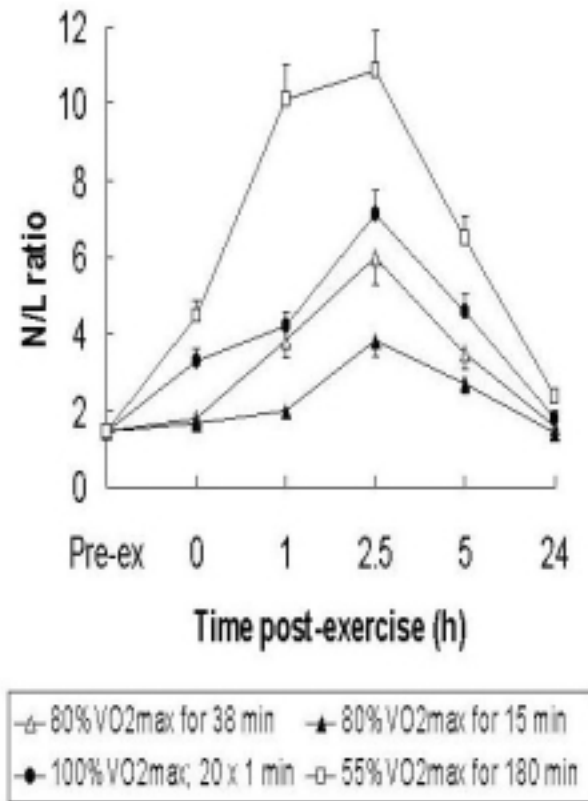 12
10
8
6
4
2
0
N/L ratio
Pre-ex 0 1 2.5 5 24
Time post-exercise (h)
80% VO2max for 38 min 80% VO2max for 15 min
100% VO2max; 20 x 1 min 55% VO2max for 180 min